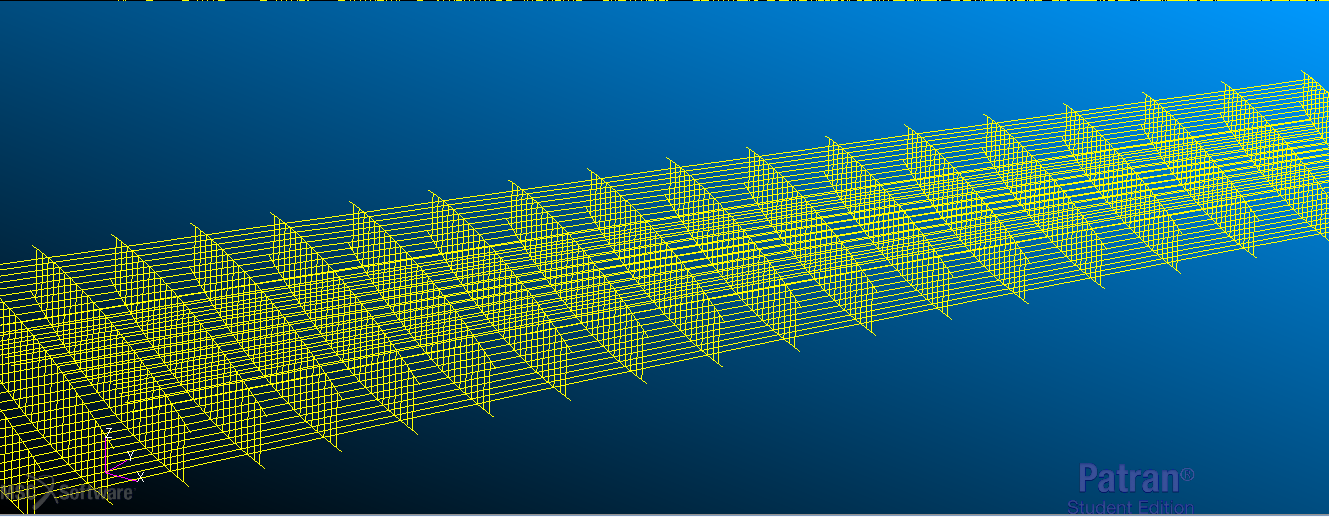 Z
Y
X
Software
Patran®
Student Edition